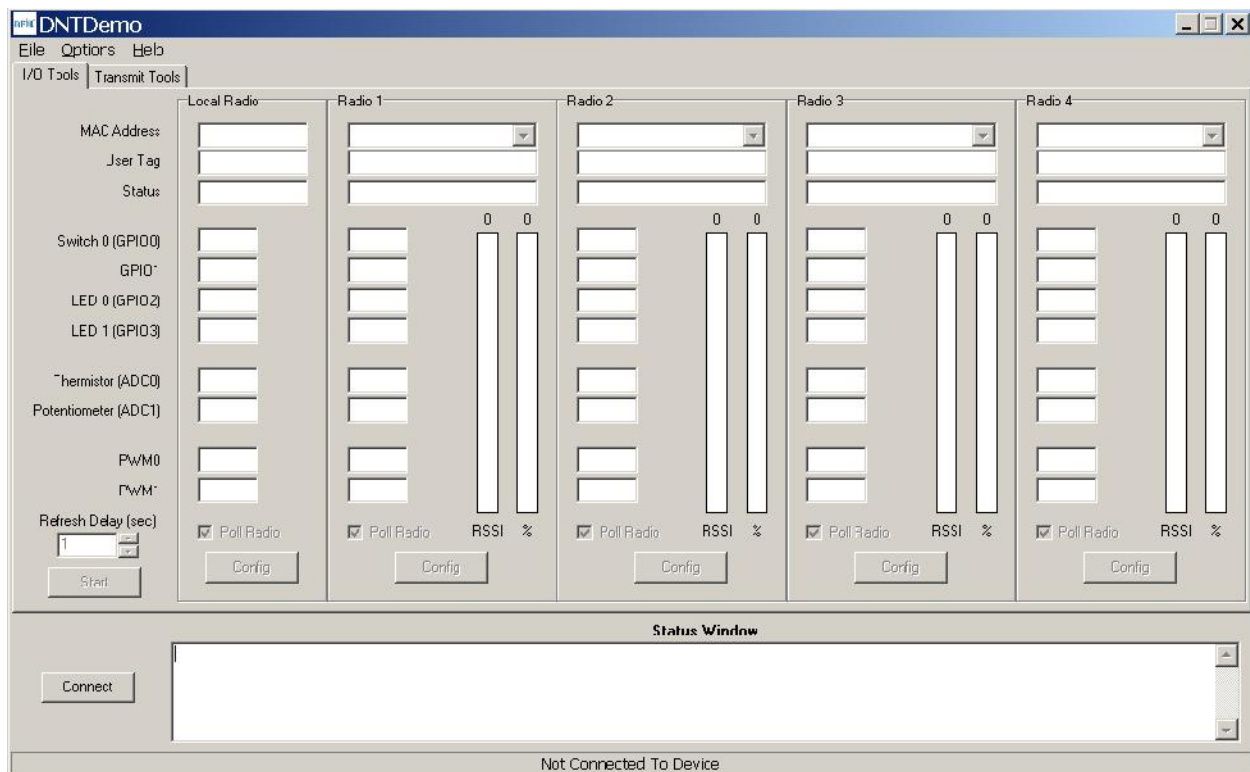 DNTDemo
File Options Help
I/O Tools Transmit Tools
Local Radio Radio 1 Radio 2 Radio 3 Radio 4
MAC Address
User Tag
Status
0 % 0 0 0 0 0 0
Switch 0 (GPIO0)
GPIO1
LED 0 (GPIO2)
LED 1 (GPIO3)
Thermistor (ADC0)
Potentiometer (ADC1)
PWM0
PWM1
Refresh Delay (sec)
Poll Radio Poll Radio RSSI % Poll Radio RSSI % Poll Radio RSSI % Poll Radio RSSI %
1
Config Config Config Config Config
Start
Status Window
Connect
Not Connected To Device